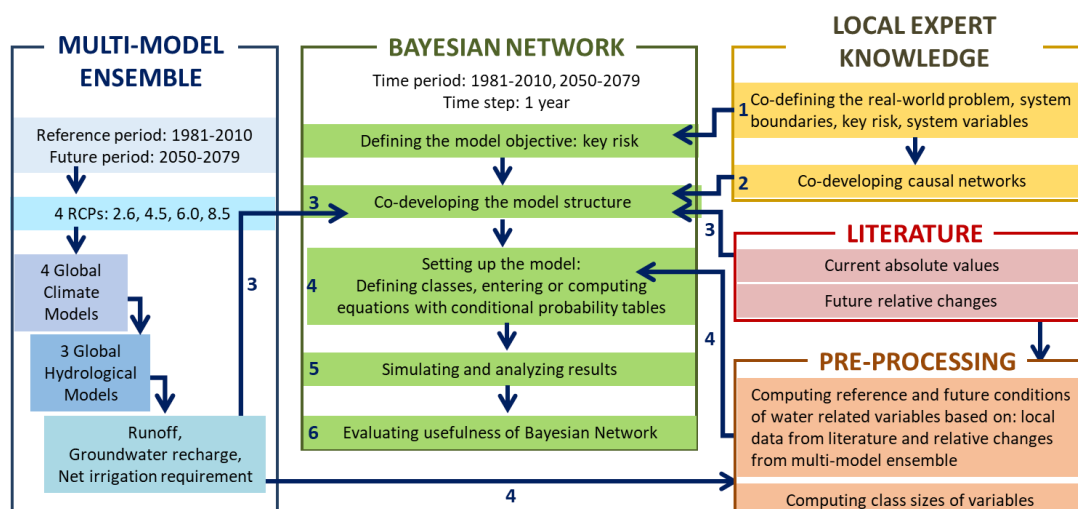 MULTI-MODEL
ENSEMBLE
Reference period: 1981-2010
Future period: 2050-2079
4 RCPs: 2.6, 4.5, 6.0, 8.5
4 Global
Climate
Models
3 Global
Hydrological
Models
Runoff,
Groundwater recharge,
Net irrigation requirement
3
4
BAYESIAN NETWORK
Time period: 1981-2010, 2050-2079
Time step: 1 year
Defining the model objective: key risk
3 Co-developing the model structure
4
Setting up the model:
Defining classes, entering or computing
equations with conditional probability tables
5 Simulating and analyzing results
6 Evaluating usefulness of Bayesian Network
LOCAL EXPERT
KNOWLEDGE
1
Co-defining the real-world problem, system
boundaries, key risk, system variables
2 Co-developing causal networks
3
LITERATURE
Current absolute values
Future relative changes
4
PRE-PROCESSING
Computing reference and future conditions
of water related variables based on: local
data from literature and relative changes
from multi-model ensemble
Computing class sizes of variables